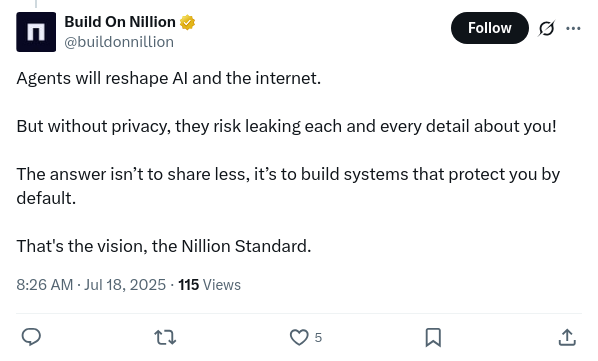 Build On Nillion
@buildonnillion
Follow
Agents will reshape AI and the internet.
But without privacy, they risk leaking each and every detail about you!
The answer isn’t to share less, it’s to build systems that protect you by
default.
That's the vision, the Nillion Standard.
8:26 AM · Jul 18, 2025 · 115 Views
5